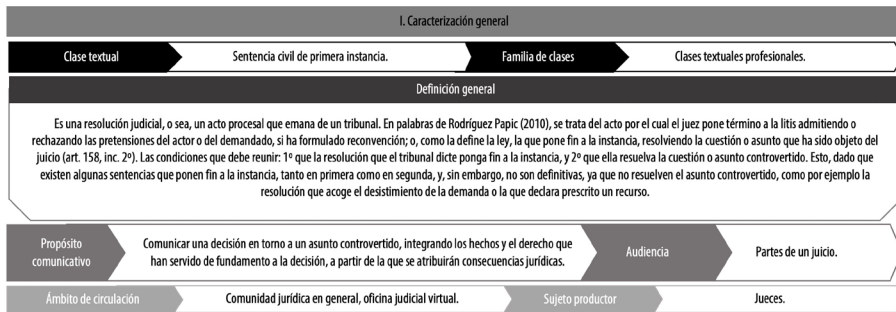 I. Caracterización general
Clase textual Sentencia civil de primera instancia. Familia de clases Clases textuales profesionales.
Definición general
Es una resolución judicial, o sea, un acto procesal que emana de un tribunal. En palabras de Rodríguez Papic (2010), se trata del acto por el cual el juez pone término a la litis admitiendo o
rechazando las pretensiones del actor o del demandado, si ha formulado reconvención; o, como la define la ley, la que pone fin a la instancia, resolviendo la cuestión o asunto que ha sido objeto del
juicio (art. 158, inc. 2º). Las condiciones que debe reunir: 1º que la resolución que el tribunal dicte ponga fin a la instancia, y 2º que ella resuelva la cuestión o asunto controvertido. Esto, dado que
existen algunas sentencias que ponen fin a la instancia, tanto en primera como en segunda, y, sin embargo, no son definitivas, ya que no resuelven el asunto controvertido, como por ejemplo la
resolución que acoge el desistimiento de la demanda o la que declara prescrito un recurso.
Propósito
comunicativo
Comunicar una decisión en torno a un asunto controvertido, integrando los hechos y el derecho que
han servido de fundamento a la decisión, a partir de la que se atribuirán consecuencias jurídicas.
Audiencia Partes de un juicio.
Ámbito de circulación Comunidad jurídica en general, oficina judicial virtual. Sujeto productor Jueces.